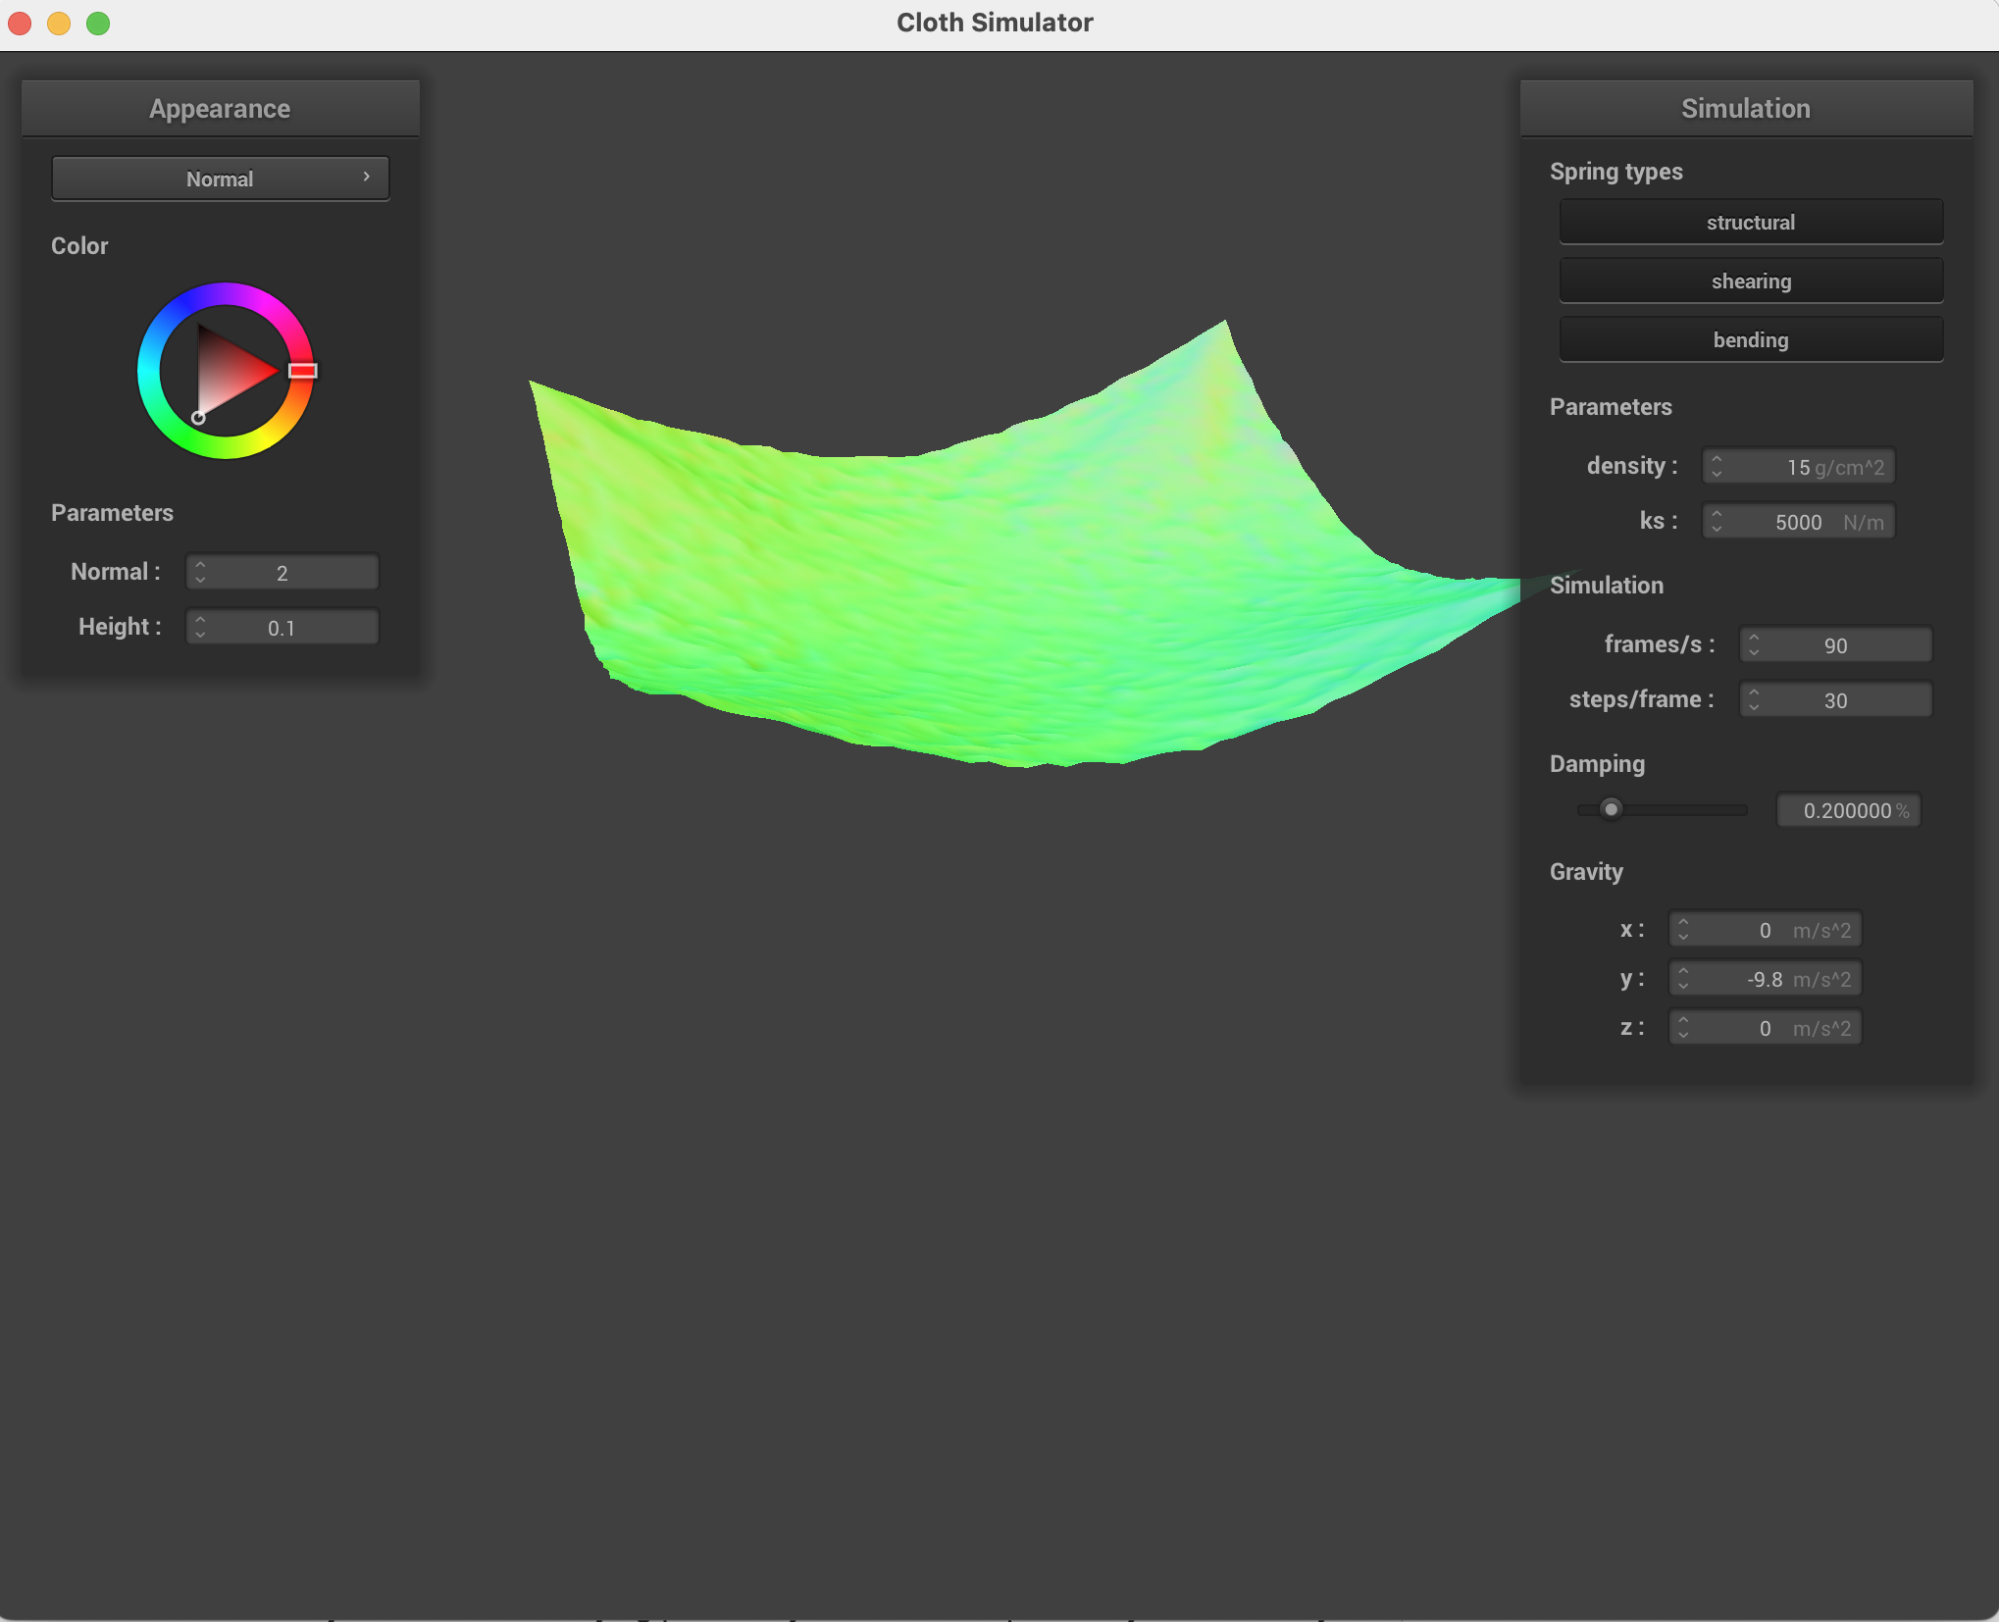 Cloth Simulator
Appearance
Normal
Color
Parameters
Normal : 2
Height : 0.1
Simulation
Spring types
structural
shearing
bending
Parameters
density : 15 g/cm^2
ks : 5000 N/m
Simulation
frames/s : 90
steps/frame : 30
Damping
0.200000 %
Gravity
x : 0 m/s^2
y : -9.8 m/s^2
z : 0 m/s^2